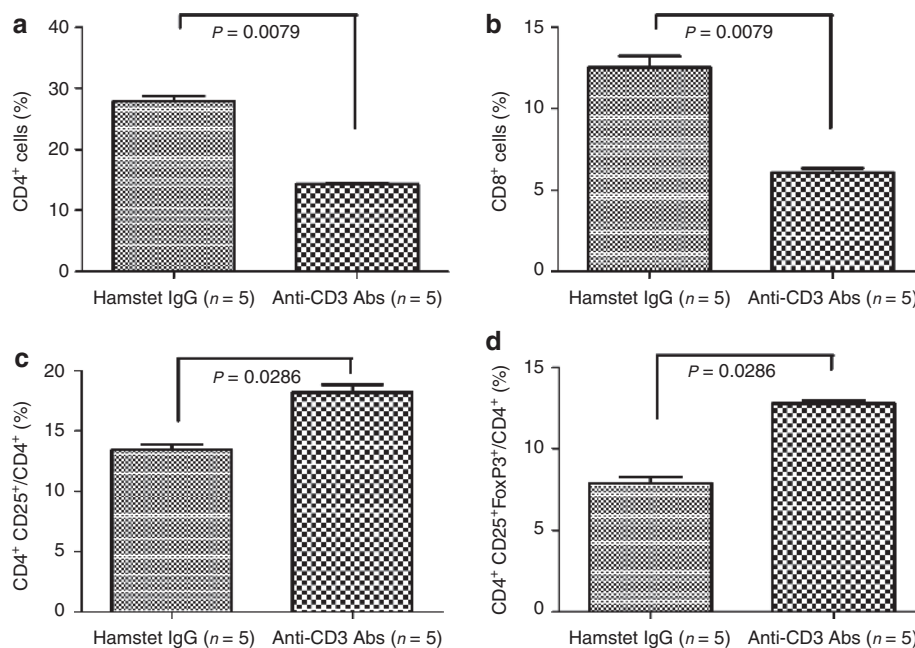 a
CD4⁺ cells (%)
40
30
20
10
0
P = 0.0079
Hamstet IgG (n = 5)
Anti-CD3 Abs (n = 5)
b
CD8⁺ cells (%)
15
10
5
0
P = 0.0079
Hamstet IgG (n = 5)
Anti-CD3 Abs (n = 5)
c
CD4⁺ CD25⁺/CD4⁺ (%)
20
15
10
15
0
P = 0.0286
Hamstet IgG (n = 5)
Anti-CD3 Abs (n = 5)
d
CD4⁺ CD25⁺FoxP3⁺/CD4⁺ (%)
15
10
5
0
P = 0.0286
Hamstet IgG (n = 5)
Anti-CD3 Abs (n = 5)